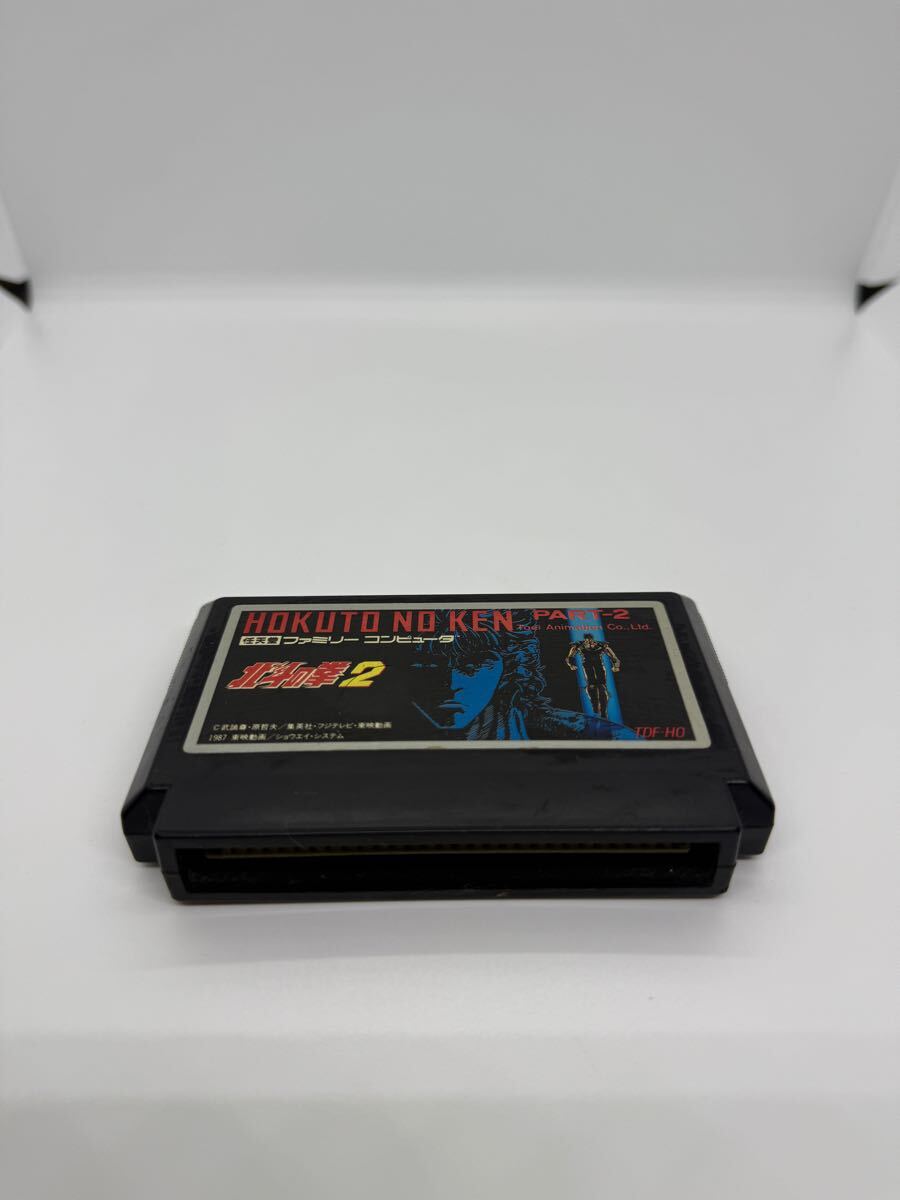 HOKUTO NO KEN PART-2
Toei Animation Co., Ltd.
任天堂 ファミリー コンピュータ
北斗の拳2
C武論尊・原哲夫／集英社・フジテレビ・東映動画
1987 東映動画／ショウエイ・システム
TDF-HO